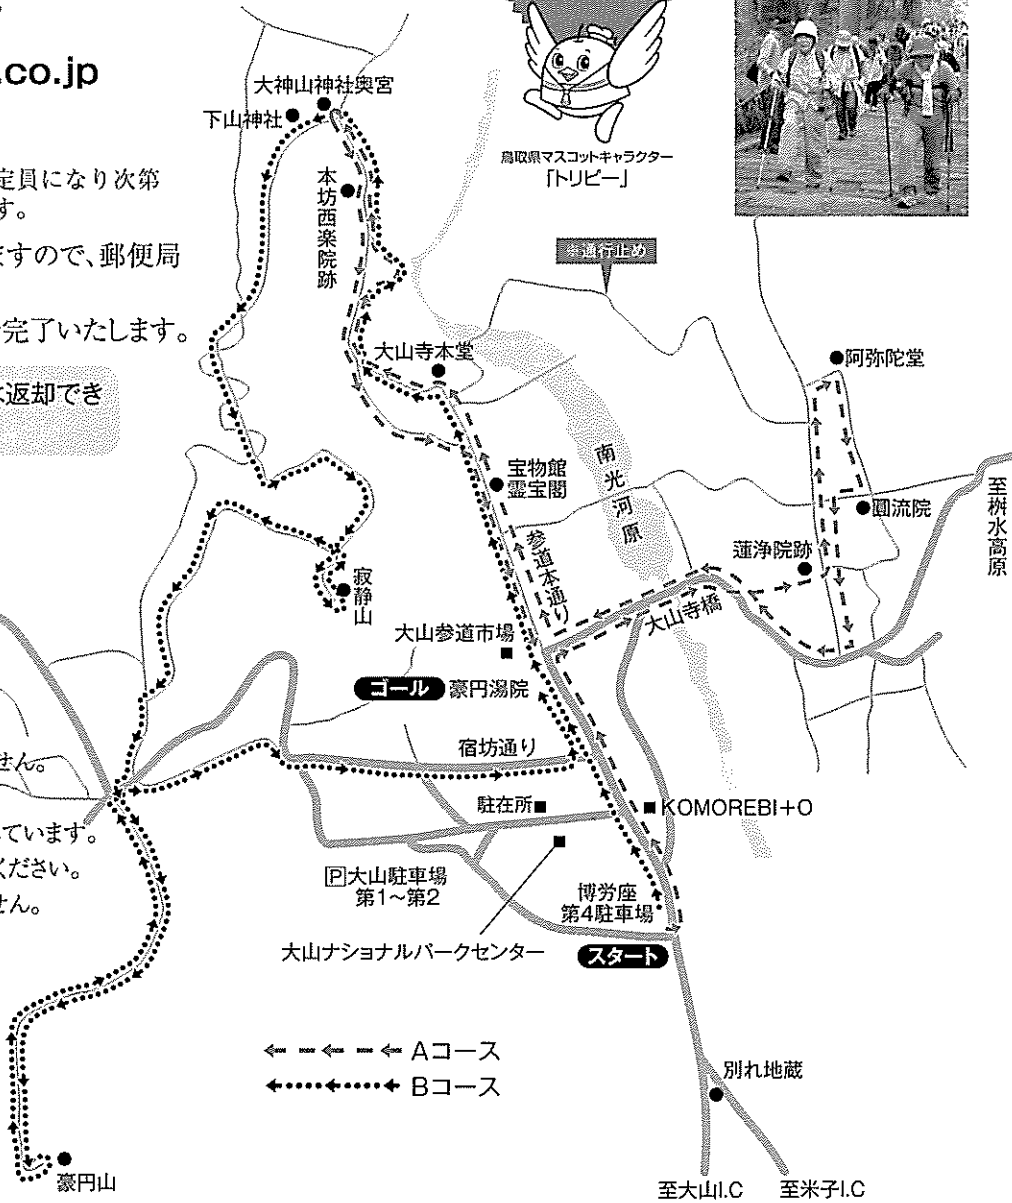 .co.jp
定員になり次第
す。
ますので、郵便局
完了いたします。
返却でき
せん。
ています。
ください。
せん。
鳥取県マスコットキャラクター
「トリピー」
大神山神社奥宮
下山神社
本坊西楽院跡
※通行止め
大山寺本堂
阿弥陀堂
宝物館
霊宝閣
南光河原
圓流院
至桝水高原
参道本通り
蓮浄院跡
寂静山
大山寺橋
大山参道市場
ゴール 豪円湯院
宿坊通り
駐在所
KOMOREBI+O
P大山駐車場
第1~第2
博労座
第4駐車場
大山ナショナルパークセンター
スタート
Aコース
Bコース
別れ地蔵
豪円山
至大山I.C
至米子I.C